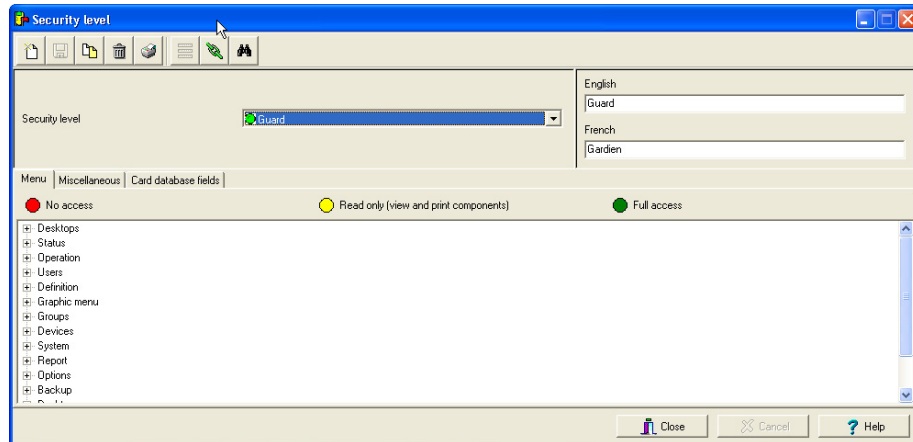 Security level
English
Guard
Security level
Guard
French
Gardien
Menu
Miscellaneous
Card database fields
No access
Read only (view and print components)
Full access
Desktops
Status
Operation
Users
Definition
Graphic menu
Groups
Devices
System
Report
Options
Backup
Close
Cancel
Help